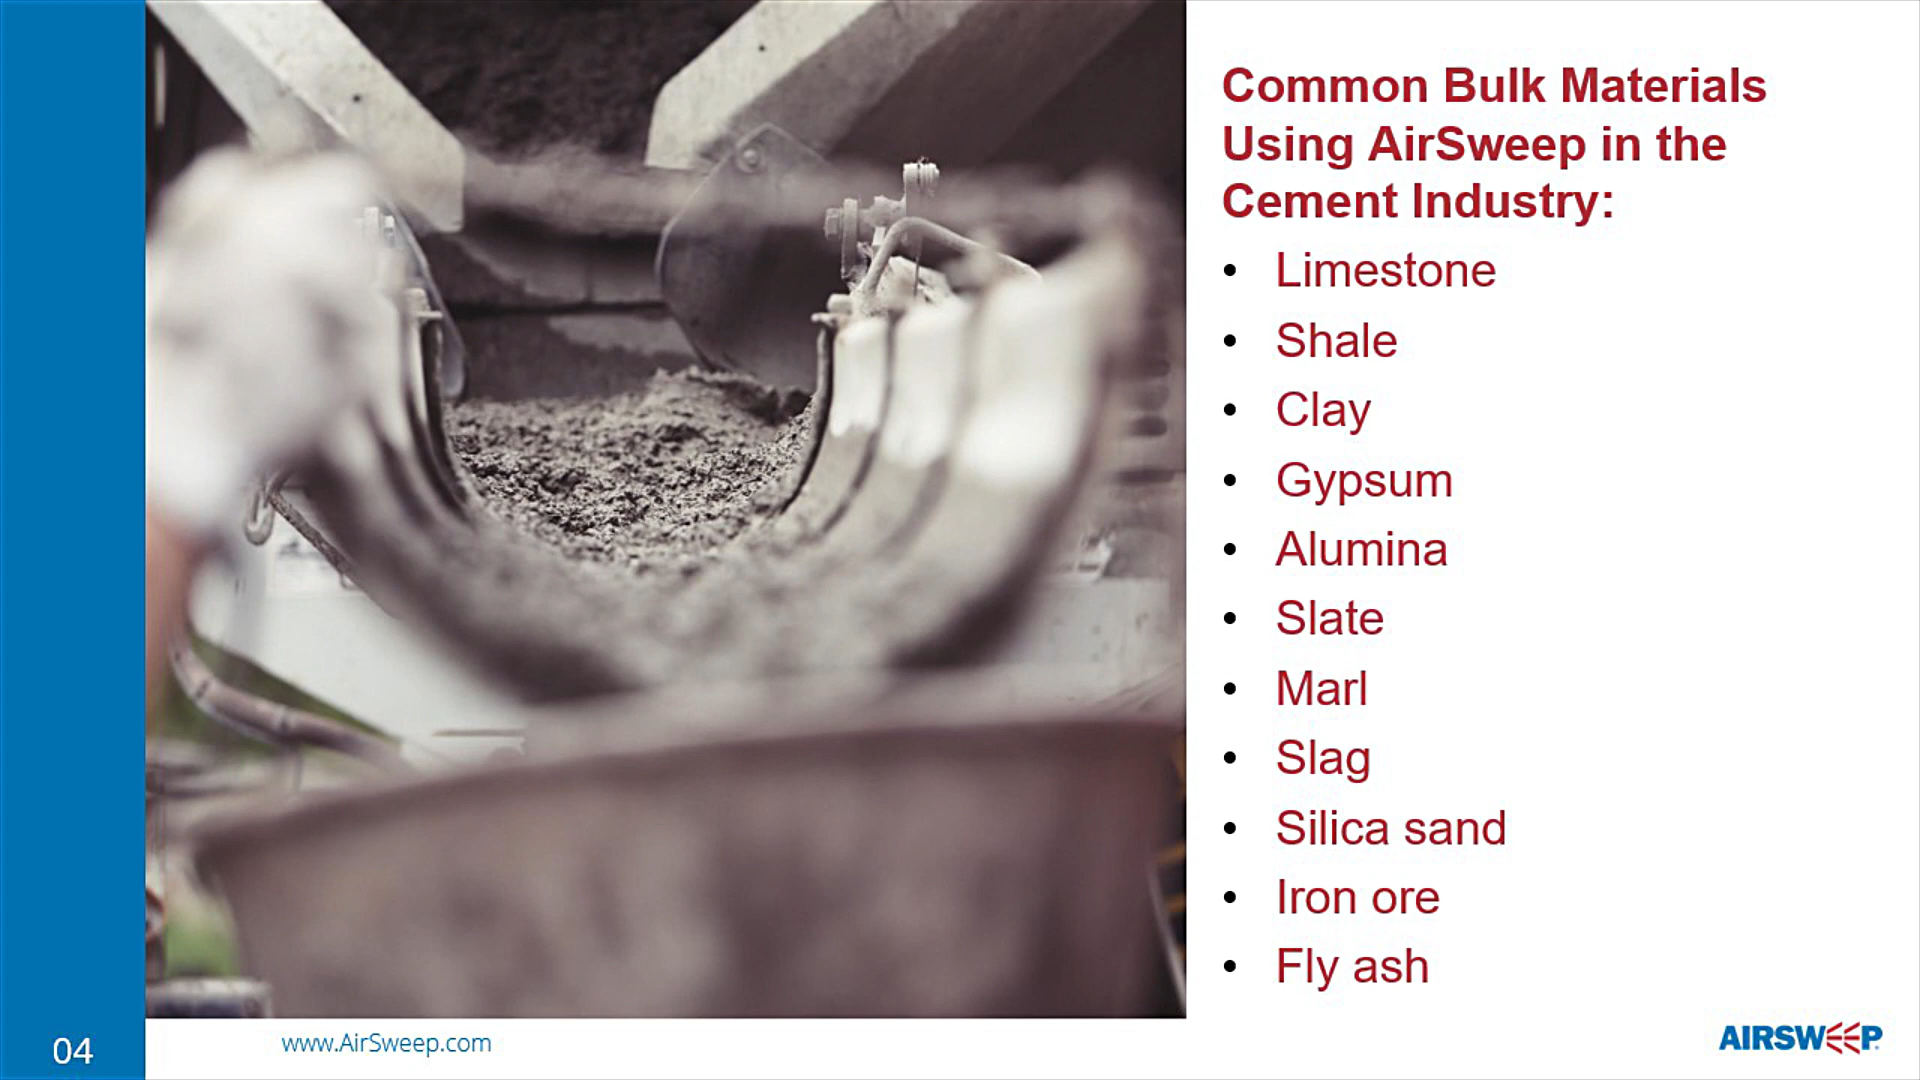 Common Bulk Materials
Using AirSweep in the
Cement Industry:
• Limestone
• Shale
• Clay
• Gypsum
• Alumina
• Slate
• Marl
• Slag
• Silica sand
• Iron ore
• Fly ash
04
www.AirSweep.com
AIRSWEEP